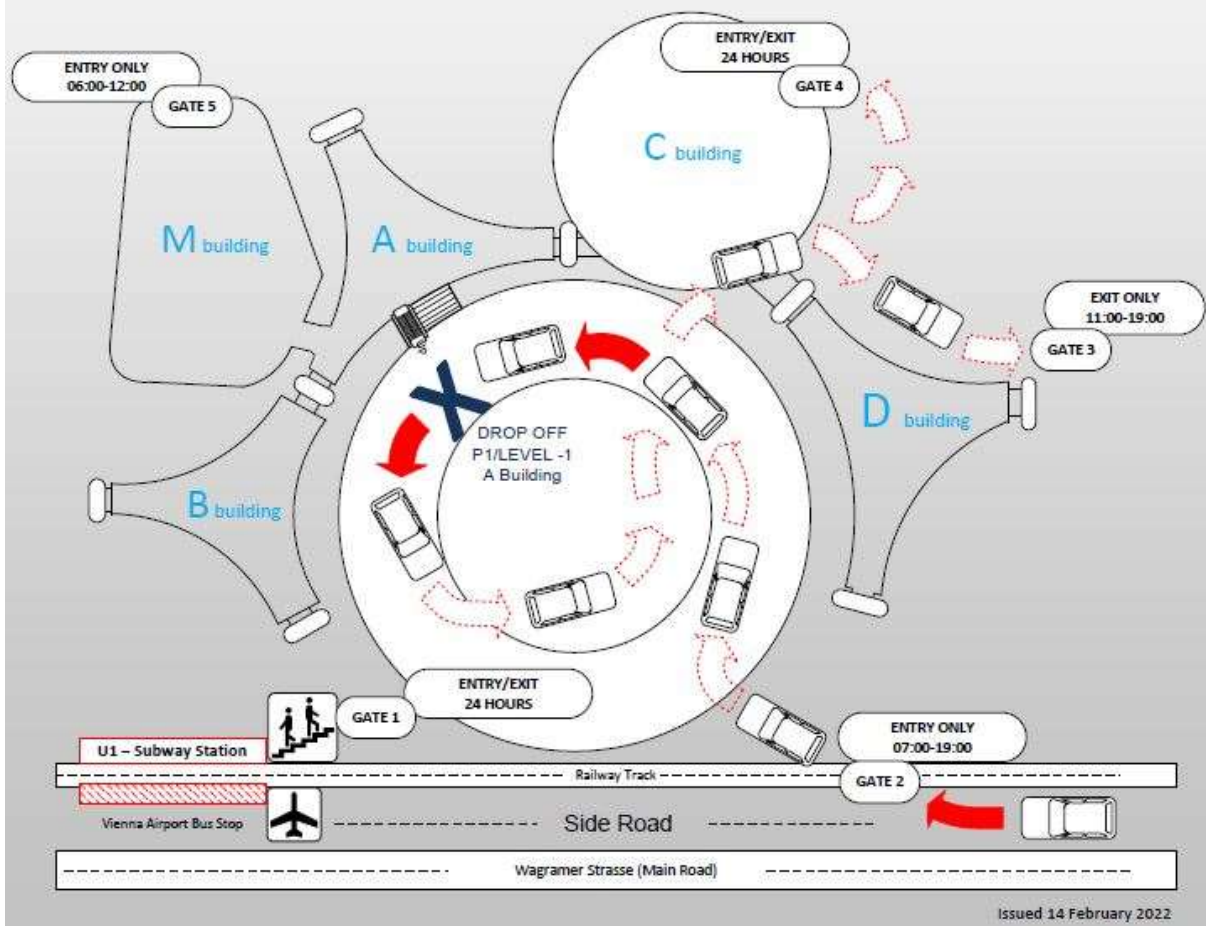 ENTRY/EXIT
24 HOURS
GATE 4
ENTRY ONLY
06:00-12:00
GATE 5
C building
M building
A building
EXIT ONLY
11:00-19:00
GATE 3
D building
X
DROP OFF
P1/LEVEL -1
A Building
B building
ENTRY/EXIT
24 HOURS
GATE 1
ENTRY ONLY
07:00-19:00
GATE 2
U1 – Subway Station
Railway Track
Vienna Airport Bus Stop
Side Road
Wagramer Strasse (Main Road)
Issued 14 February 2022